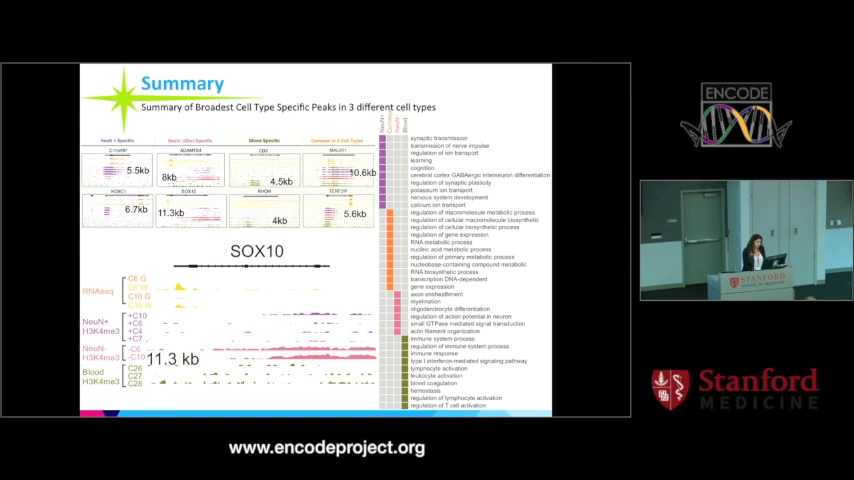 Summary
Summary of Broadest Cell Type Specific Peaks in 3 different cell types
NeuN + Specific
NeuN- (Glia) Specific
Blood Specific
Common in 3 Cell Types
ADAMTS4
CD2
MALAT1
5.5kb
8kb
4.5kb
10.6kb
KCNC1
SOX10
RHOH
6.7kb
11.3kb
4kb
5.6kb
SOX10
RNAseq
C6 G
C6 W
C10 G
C10 W
NeuN+
H3K4me3
+C10
+C6
+C4
+C7
NeuN-
H3K4me3
-C6
-C10
11.3 kb
Blood
H3K4me3
C26
C27
C28
NeuN+
Common
NeuN-
Blood
synaptic transmission
transmission of nerve impulse
regulation of ion transport
learning
cognition
cerebral cortex GABAergic interneuron differentiation
regulation of synaptic plasticity
potassium ion transport
nervous system development
calcium ion transport
regulation of macromolecule metabolic process
regulation of cellular macromolecule biosynthetic
regulation of cellular biosynthetic process
regulation of gene expression
RNA metabolic process
nucleic acid metabolic process
regulation of primary metabolic process
nucleobase-containing compound metabolic
RNA biosynthetic process
transcription DNA-dependent
gene expression
axon ensheathment
myelination
oligodendrocyte differentiation
regulation of action potential in neuron
small GTPase mediated signal transduction
actin filament organization
immune system process
regulation of immune system process
immune response
type I interferon-mediated signaling pathway
lymphocyte activation
leukocyte activation
blood coagulation
hemostasis
regulation of lymphocyte activation
regulation of T cell activation
ENCODE
STANFORD
SCHOOL OF MEDICINE
Stanford
MEDICINE
www.encodeproject.org